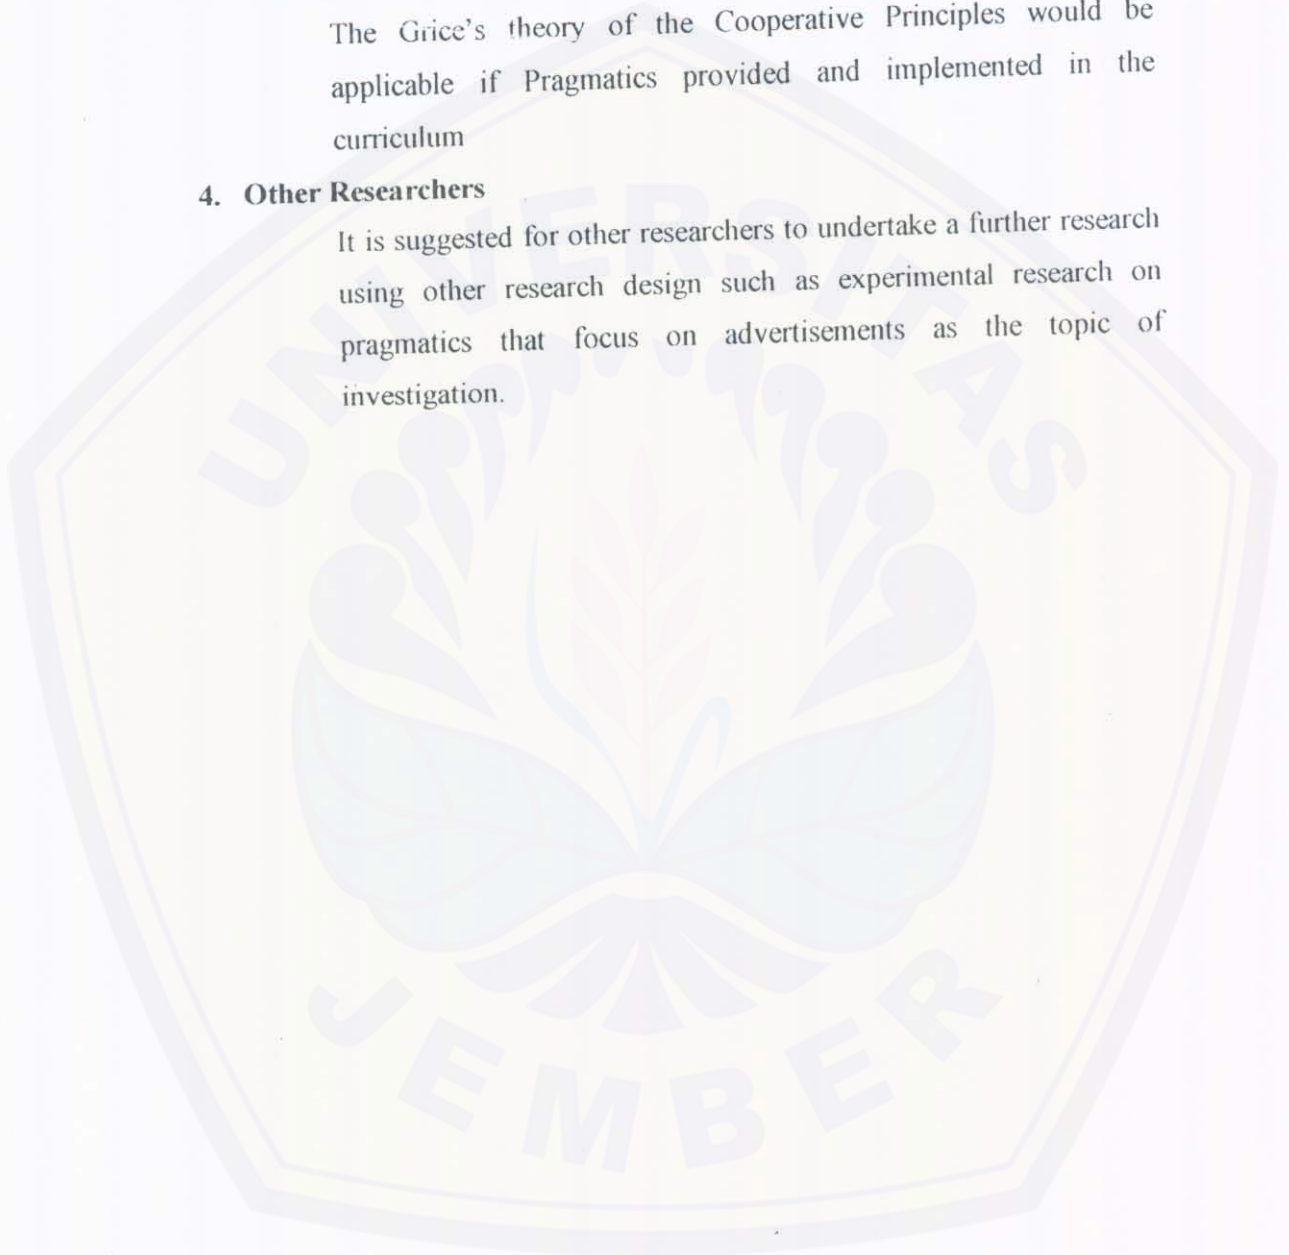 The Grice's theory of the Cooperative Principles would be
applicable if Pragmatics provided and implemented in the
curriculum
4. Other Researchers
It is suggested for other researchers to undertake a further research
using other research design such as experimental research on
pragmatics that focus on advertisements as the topic of
investigation.
UNIVERSITAS
JEMBER